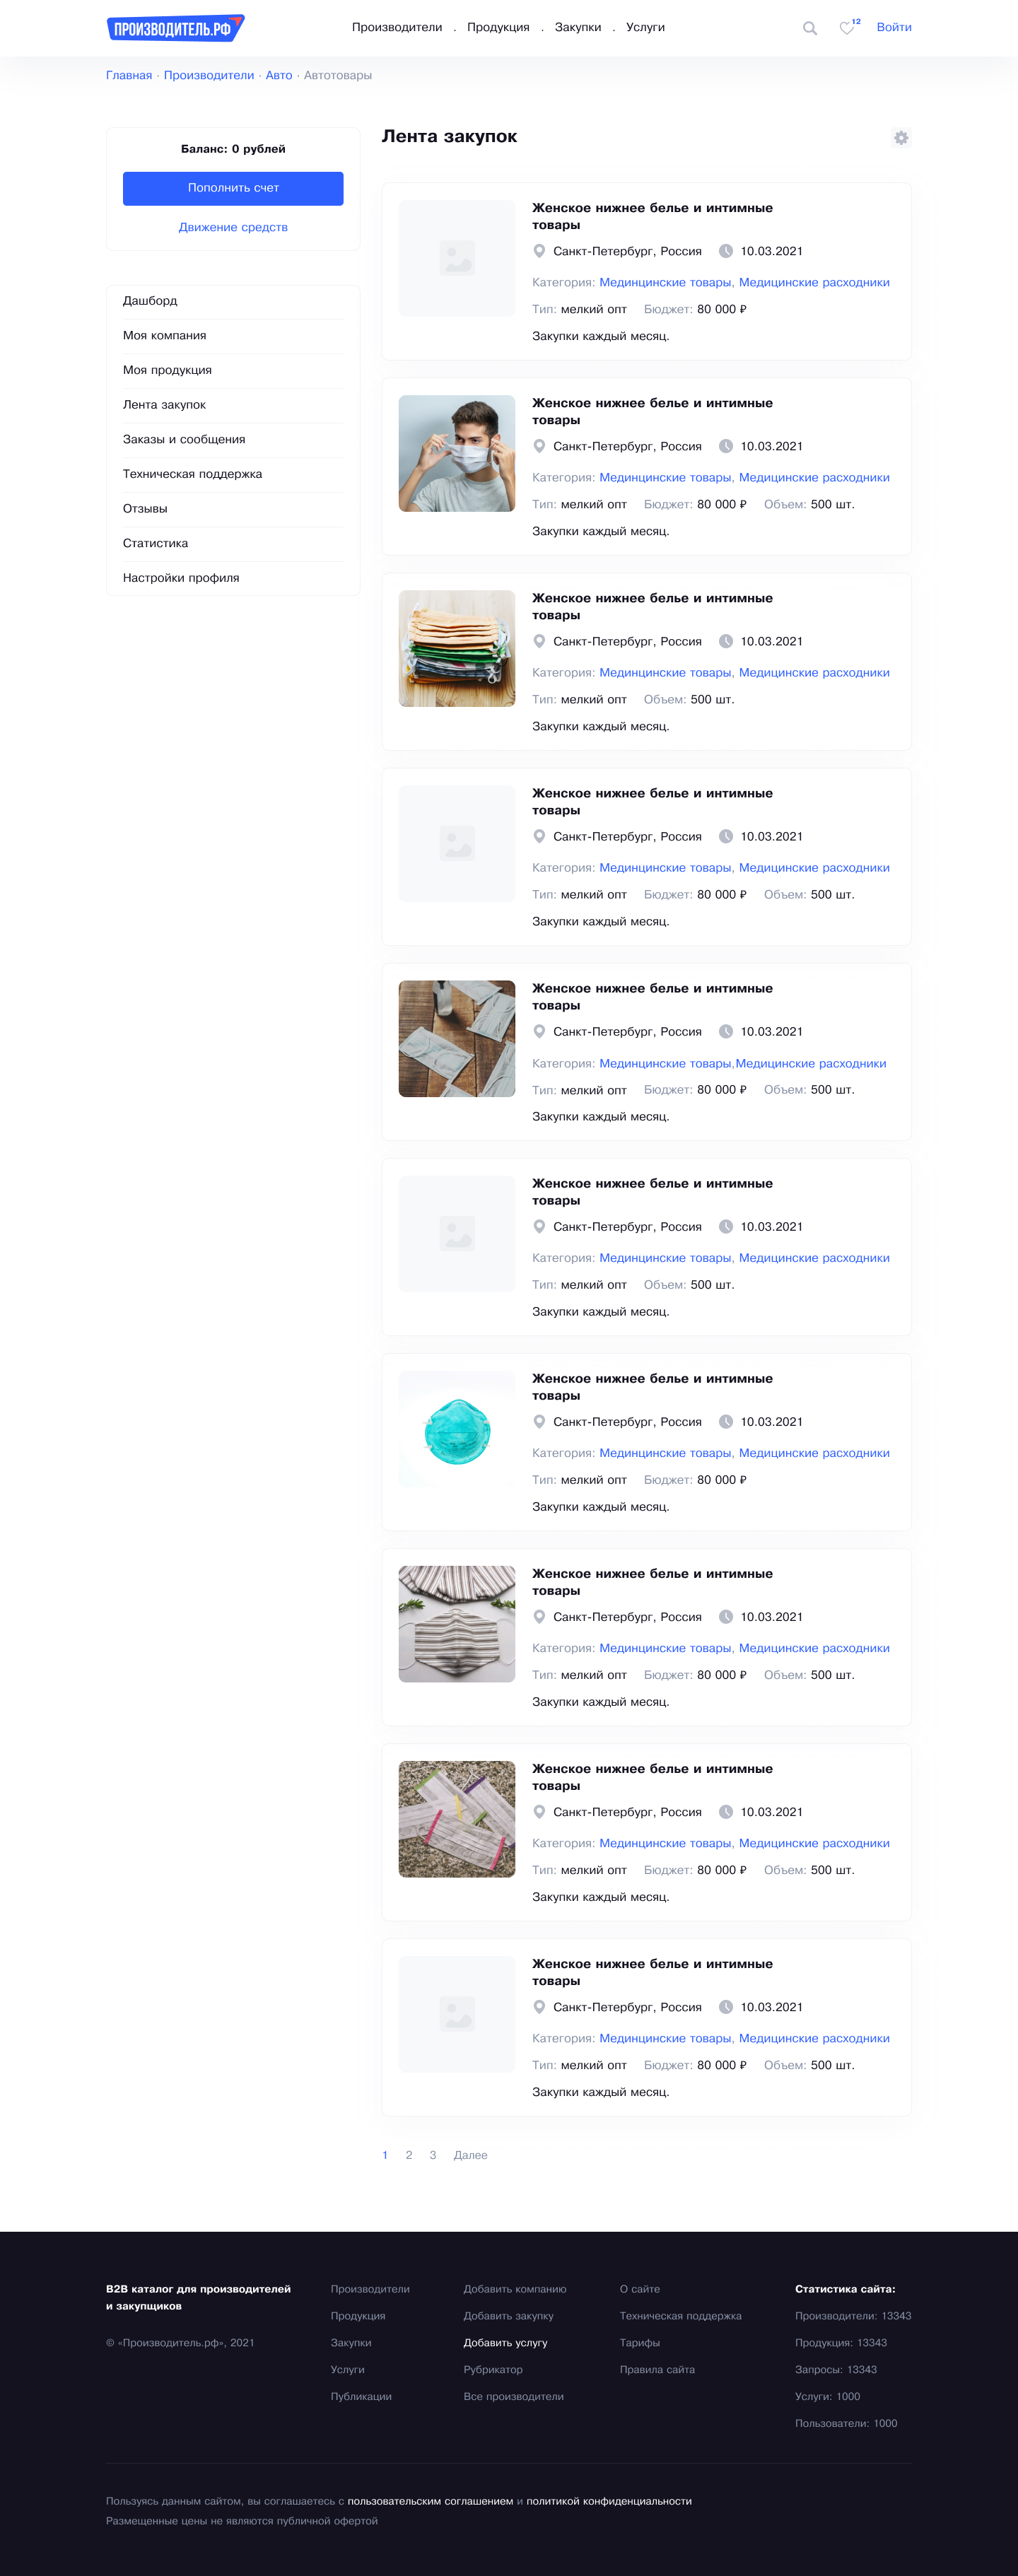 ПРОИЗВОДИТЕЛЬ.РФ
Производители . Продукция . Закупки . Услуги
12
Войти
Главная · Производители · Авто · Автотовары
Баланс: 0 рублей
Пополнить счет
Движение средств
Дашборд
Моя компания
Моя продукция
Лента закупок
Заказы и сообщения
Техническая поддержка
Отзывы
Статистика
Настройки профиля
Лента закупок
Женское нижнее белье и интимные
товары
Санкт-Петербург, Россия 10.03.2021
Категория: Мединцинские товары, Медицинские расходники
Тип: мелкий опт Бюджет: 80 000 ₽
Закупки каждый месяц.
Женское нижнее белье и интимные
товары
Санкт-Петербург, Россия 10.03.2021
Категория: Мединцинские товары, Медицинские расходники
Тип: мелкий опт Бюджет: 80 000 ₽ Объем: 500 шт.
Закупки каждый месяц.
Женское нижнее белье и интимные
товары
Санкт-Петербург, Россия 10.03.2021
Категория: Мединцинские товары, Медицинские расходники
Тип: мелкий опт Объем: 500 шт.
Закупки каждый месяц.
Женское нижнее белье и интимные
товары
Санкт-Петербург, Россия 10.03.2021
Категория: Мединцинские товары, Медицинские расходники
Тип: мелкий опт Бюджет: 80 000 ₽ Объем: 500 шт.
Закупки каждый месяц.
Женское нижнее белье и интимные
товары
Санкт-Петербург, Россия 10.03.2021
Категория: Мединцинские товары,Медицинские расходники
Тип: мелкий опт Бюджет: 80 000 ₽ Объем: 500 шт.
Закупки каждый месяц.
Женское нижнее белье и интимные
товары
Санкт-Петербург, Россия 10.03.2021
Категория: Мединцинские товары, Медицинские расходники
Тип: мелкий опт Объем: 500 шт.
Закупки каждый месяц.
Женское нижнее белье и интимные
товары
Санкт-Петербург, Россия 10.03.2021
Категория: Мединцинские товары, Медицинские расходники
Тип: мелкий опт Бюджет: 80 000 ₽
Закупки каждый месяц.
Женское нижнее белье и интимные
товары
Санкт-Петербург, Россия 10.03.2021
Категория: Мединцинские товары, Медицинские расходники
Тип: мелкий опт Бюджет: 80 000 ₽ Объем: 500 шт.
Закупки каждый месяц.
Женское нижнее белье и интимные
товары
Санкт-Петербург, Россия 10.03.2021
Категория: Мединцинские товары, Медицинские расходники
Тип: мелкий опт Бюджет: 80 000 ₽ Объем: 500 шт.
Закупки каждый месяц.
Женское нижнее белье и интимные
товары
Санкт-Петербург, Россия 10.03.2021
Категория: Мединцинские товары, Медицинские расходники
Тип: мелкий опт Бюджет: 80 000 ₽ Объем: 500 шт.
Закупки каждый месяц.
1 2 3 Далее
B2B каталог для производителей
и закупщиков
© «Производитель.рф», 2021
Производители
Продукция
Закупки
Услуги
Публикации
Добавить компанию
Добавить закупку
Добавить услугу
Рубрикатор
Все производители
О сайте
Техническая поддержка
Тарифы
Правила сайта
Статистика сайта:
Производители: 13343
Продукция: 13343
Запросы: 13343
Услуги: 1000
Пользователи: 1000
Пользуясь данным сайтом, вы соглашаетесь с пользовательским соглашением и политикой конфиденциальности
Размещенные цены не являются публичной офертой